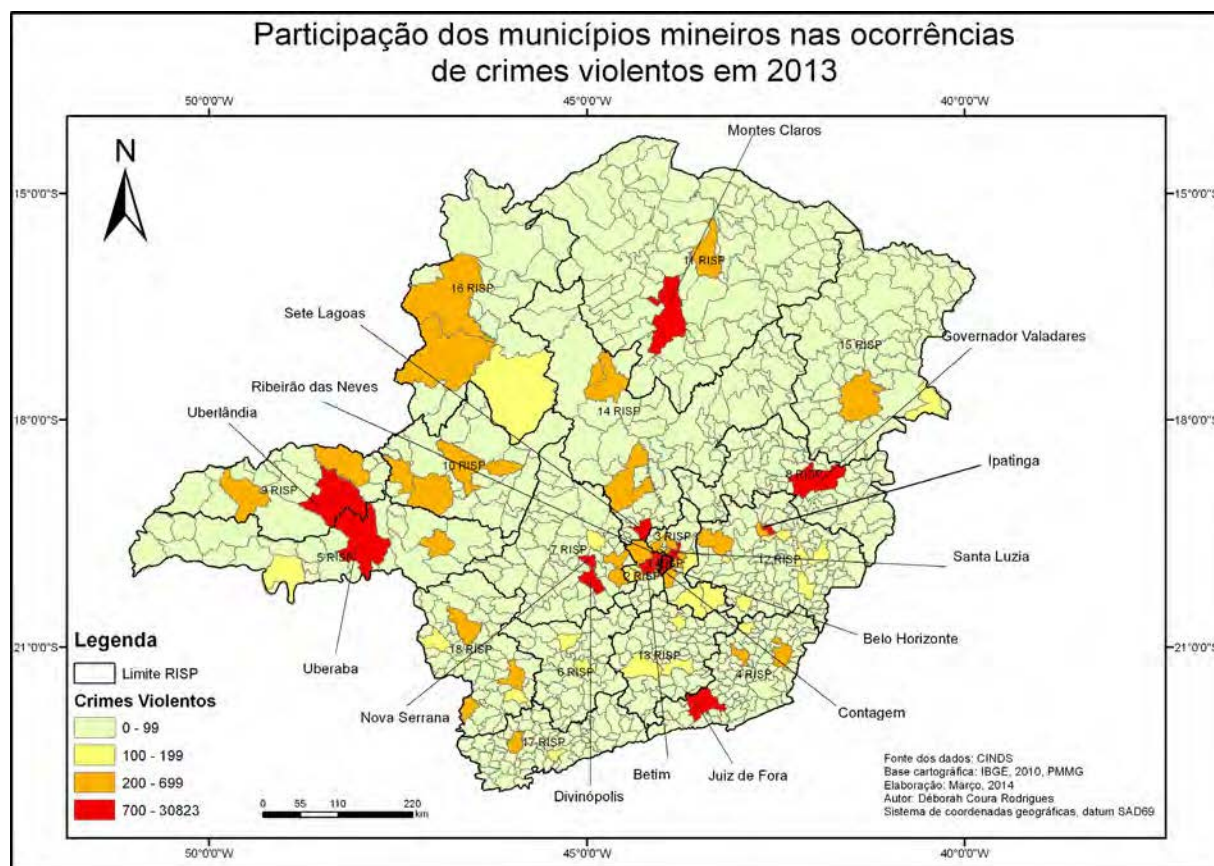 Participação dos municípios mineiros nas ocorrências
de crimes violentos em 2013
50°0'0"W
45°0'0"W
40°0'0"W
Montes Claros
N
15°0'0"S
15°0'0"S
11 RISP
16 RISP
Sete Lagoas
Governador Valadares
15 RISP
Ribeirão das Neves
Uberlândia
14 RISP
18°0'0"S
18°0'0"S
Ipatinga
10 RISP
8 RISP
9 RISP
3 RISP
7 RISP
5 RISP
12 RISP
Santa Luzia
2 RISP
Belo Horizonte
Legenda
Limite RISP
Uberaba
21°0'0"S
21°0'0"S
18 RISP
6 RISP
13 RISP
4 RISP
Crimes Violentos
0 - 99
100 - 199
200 - 699
700 - 30823
Nova Serrana
Contagem
17 RISP
Betim
Juiz de Fora
Divinópolis
0 55 110 220
km
Fonte dos dados: CINDS
Base cartográfica: IBGE, 2010, PMMG
Elaboração: Março, 2014
Autor: Déborah Coura Rodrigues
Sistema de coordenadas geográficas, datum SAD69
50°0'0"W
45°0'0"W
40°0'0"W